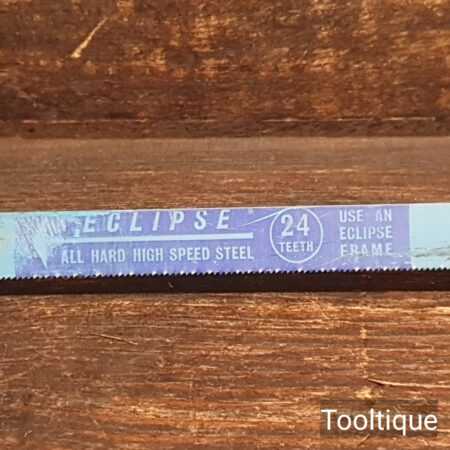 ECLIPSE
ALL HARD HIGH SPEED STEEL
24
TEETH
USE AN
ECLIPSE
FRAME
Tooltique